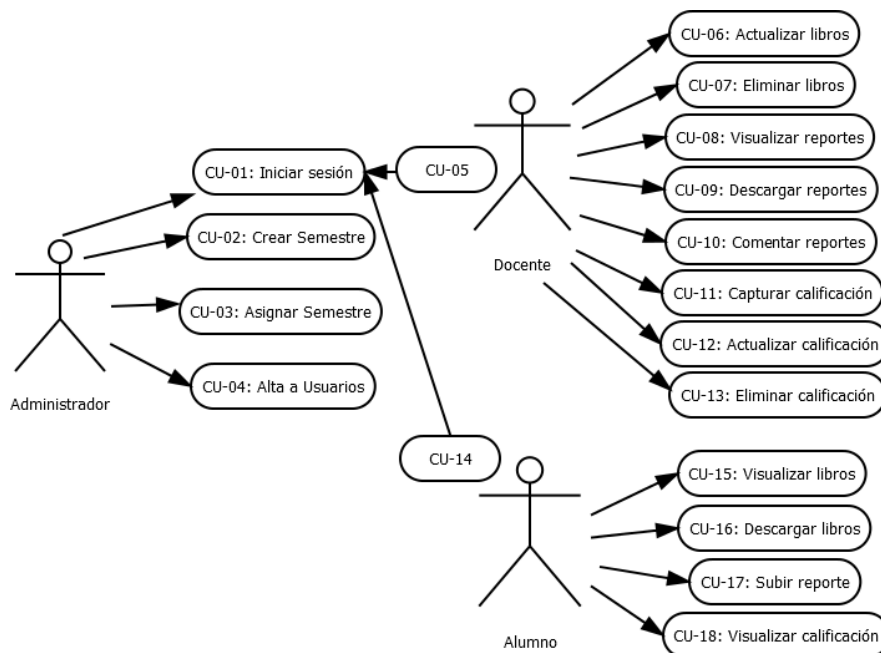 CU-06: Actualizar libros
CU-07: Eliminar libros
CU-08: Visualizar reportes
CU-01: Iniciar sesión
CU-05
CU-09: Descargar reportes
CU-02: Crear Semestre
CU-10: Comentar reportes
Docente
CU-11: Capturar calificación
CU-03: Asignar Semestre
CU-12: Actualizar calificación
CU-04: Alta a Usuarios
CU-13: Eliminar calificación
Administrador
CU-14
CU-15: Visualizar libros
CU-16: Descargar libros
CU-17: Subir reporte
CU-18: Visualizar calificación
Alumno